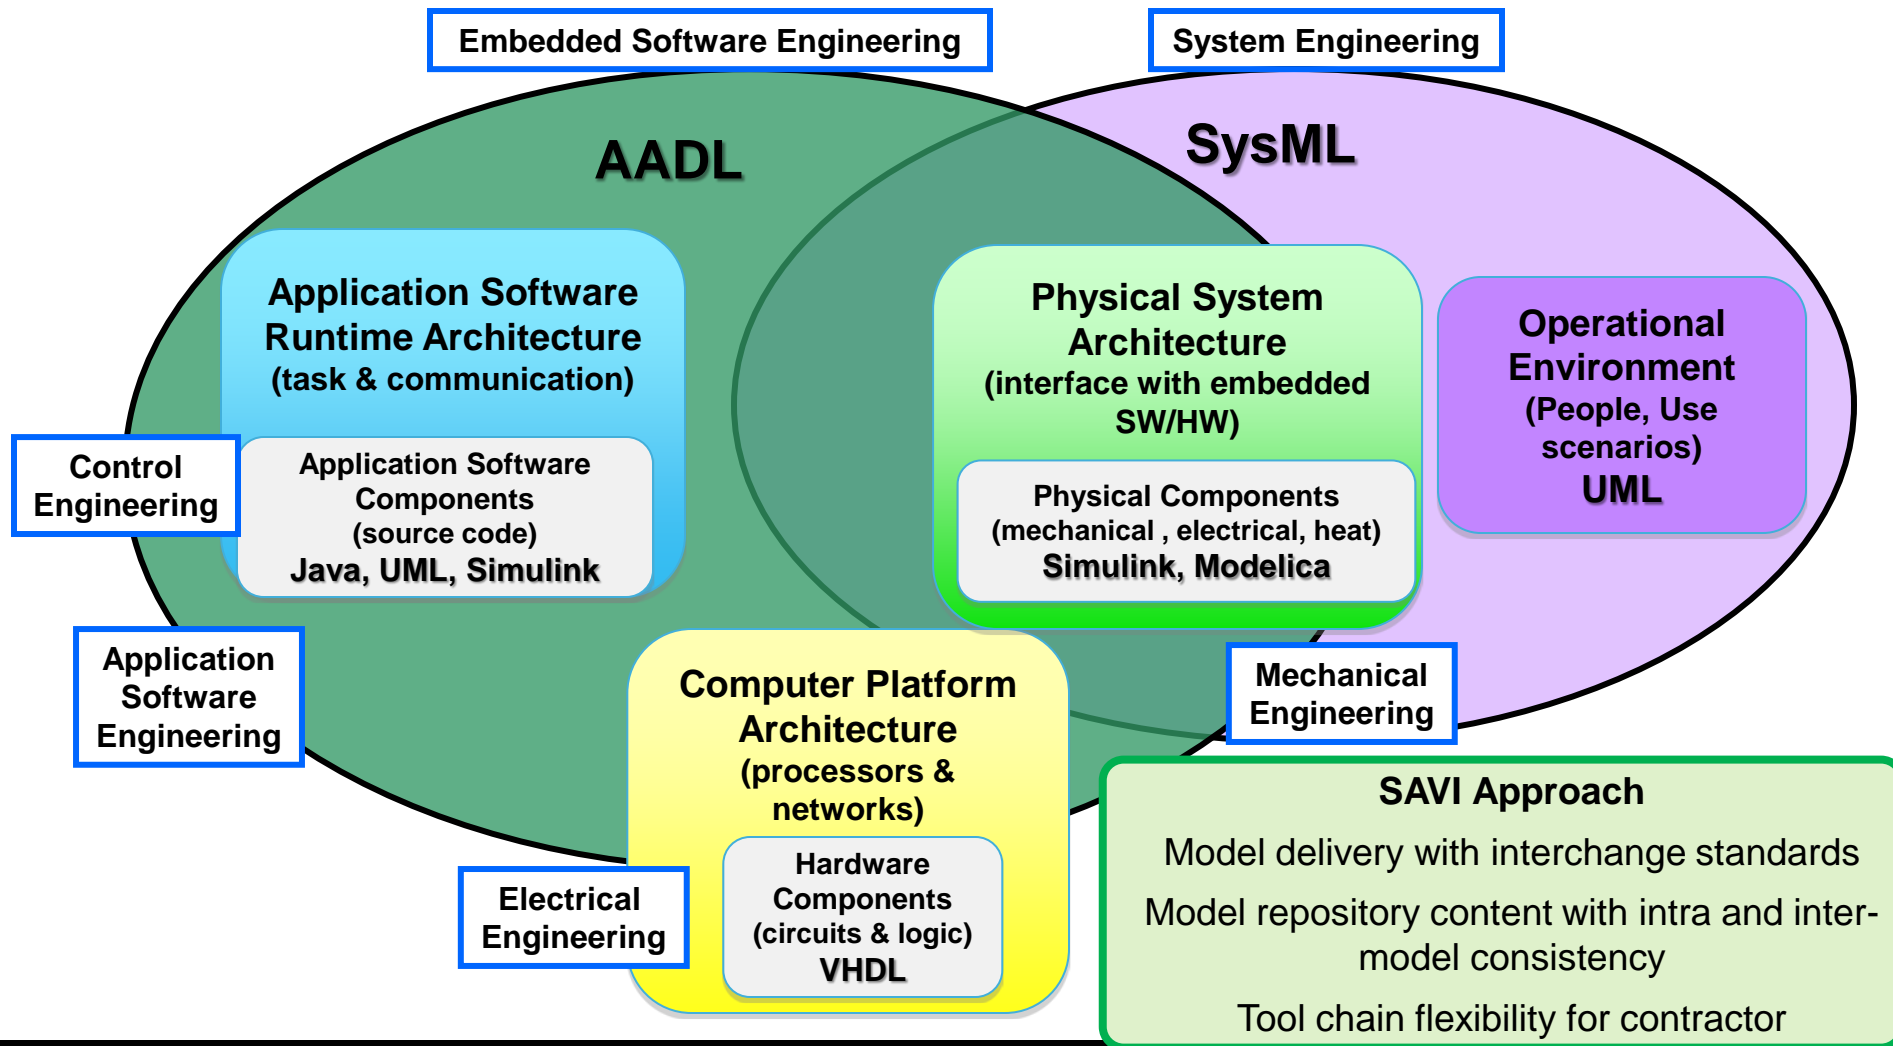 Embedded Software Engineering
System Engineering
AADL
SysML
Application Software
Runtime Architecture
(task & communication)
Application Software
Components
(source code)
Java, UML, Simulink
Physical System
Architecture
(interface with embedded
SW/HW)
Physical Components
(mechanical , electrical, heat)
Simulink, Modelica
Operational
Environment
(People, Use
scenarios)
UML
Control
Engineering
Application
Software
Engineering
Computer Platform
Architecture
(processors &
networks)
Hardware
Components
(circuits & logic)
VHDL
Electrical
Engineering
Mechanical
Engineering
SAVI Approach
Model delivery with interchange standards
Model repository content with intra and inter-
model consistency
Tool chain flexibility for contractor